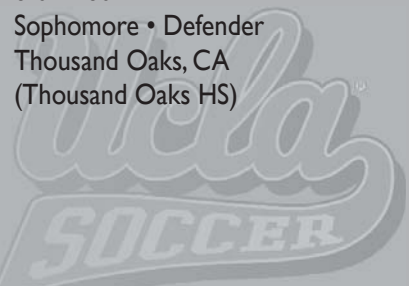 Sophomore • Defender
Thousand Oaks, CA
(Thousand Oaks HS)
Ucla
SOCCER